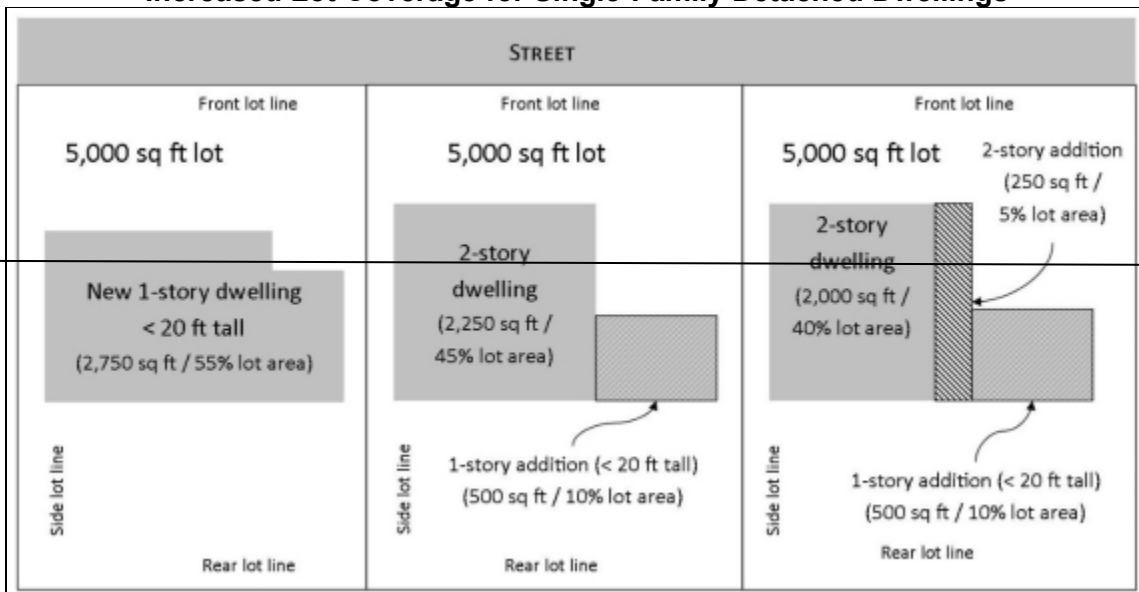 Increased Lot Coverage for Single Family Detached Dwellings
STREET
Front lot line
5,000 sq ft lot
New 1-story dwelling
< 20 ft tall
(2,750 sq ft / 55% lot area)
Side lot line
Rear lot line
Front lot line
5,000 sq ft lot
2-story
dwelling
(2,250 sq ft /
45% lot area)
1-story addition (< 20 ft tall)
(500 sq ft / 10% lot area)
Side lot line
Rear lot line
Front lot line
5,000 sq ft lot
2-story addition
(250 sq ft /
5% lot area)
2-story
dwelling
(2,000 sq ft /
40% lot area)
1-story addition (< 20 ft tall)
(500 sq ft / 10% lot area)
Side lot line
Rear lot line